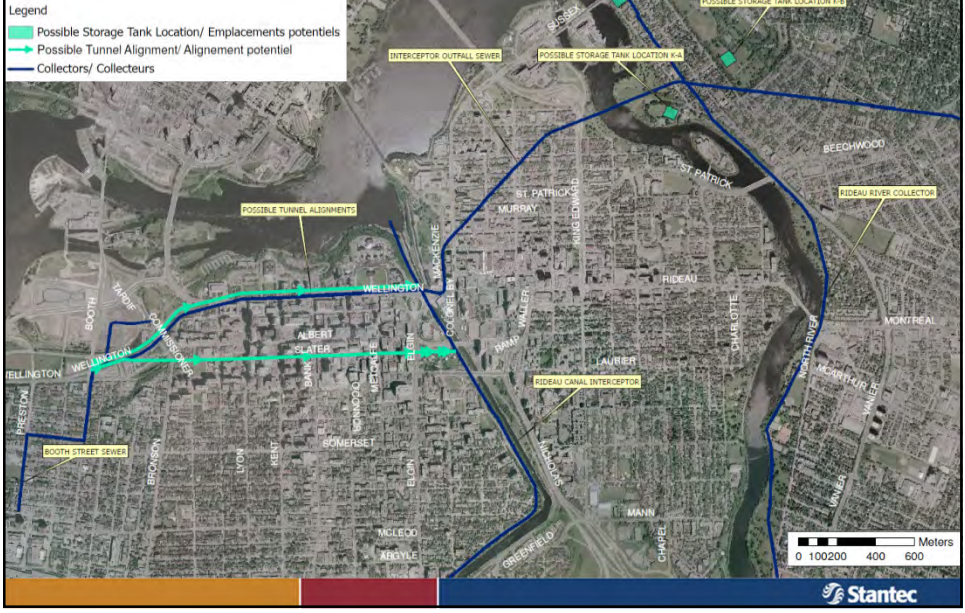 Legend
Possible Storage Tank Location/ Emplacements potentiels
Possible Tunnel Alignment/ Alignement potentiel
Collectors/ Collecteurs
POSSIBLE STORAGE TANK LOCATION K-B
SUSSEX
INTERCEPTOR OUTFALL SEWER
POSSIBLE STORAGE TANK LOCATION K-A
BEECHWOOD
ST. PATRICK
ST. PATRICK
RIDEAU RIVER COLLECTOR
MURRAY
KING EDWARD
POSSIBLE TUNNEL ALIGNMENTS
MACKENZIE
RIDEAU
WELLINGTON
COLONEL BY
WALLER
CHARLOTTE
BOOTH
TARDIF
COMMISSIONER
NORTH RIVER
MONTREAL
ALBERT
SLATER
ELGIN
RAMP
LAURIER
WELLINGTON
WELLINGTON
BANK
METCALFE
MCARTHUR
VANIER
RIDEAU CANAL INTERCEPTOR
PRESTON
O'CONNOR
SOMERSET
NICHOLAS
BOOTH STREET SEWER
BRONSON
LYON
KENT
ELGIN
VANIER
MANN
MCLEOD
ARGYLE
GREENFIELD
CHAPEL
Meters
0 100200 400 600
Stantec